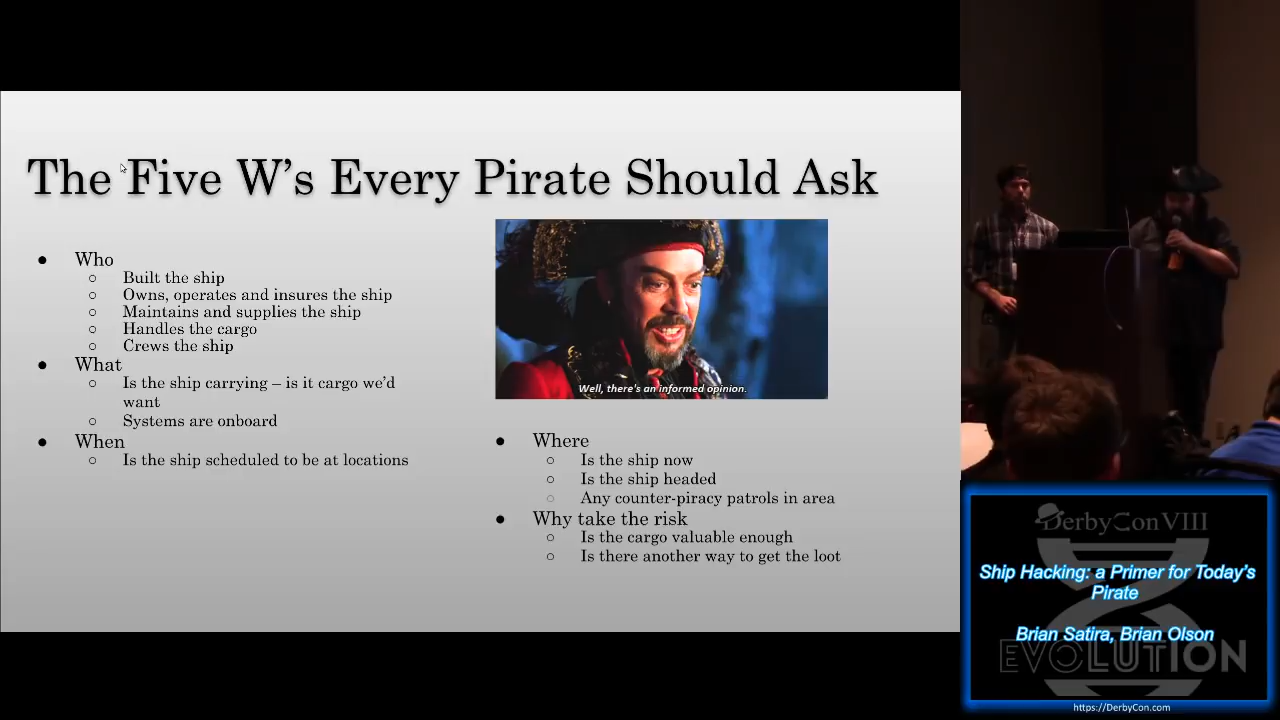 The Five W's Every Pirate Should Ask
● Who
○ Built the ship
○ Owns, operates and insures the ship
○ Maintains and supplies the ship
○ Handles the cargo
○ Crews the ship
● What
○ Is the ship carrying – is it cargo we'd
want
○ Systems are onboard
● When
○ Is the ship scheduled to be at locations
Well, there's an informed opinion.
● Where
○ Is the ship now
○ Is the ship headed
○ Any counter-piracy patrols in area
● Why take the risk
○ Is the cargo valuable enough
○ Is there another way to get the loot
DerbyCon VIII
Ship Hacking: a Primer for Today's
Pirate
Brian Satira, Brian Olson
EVOLUTION
https://DerbyCon.com